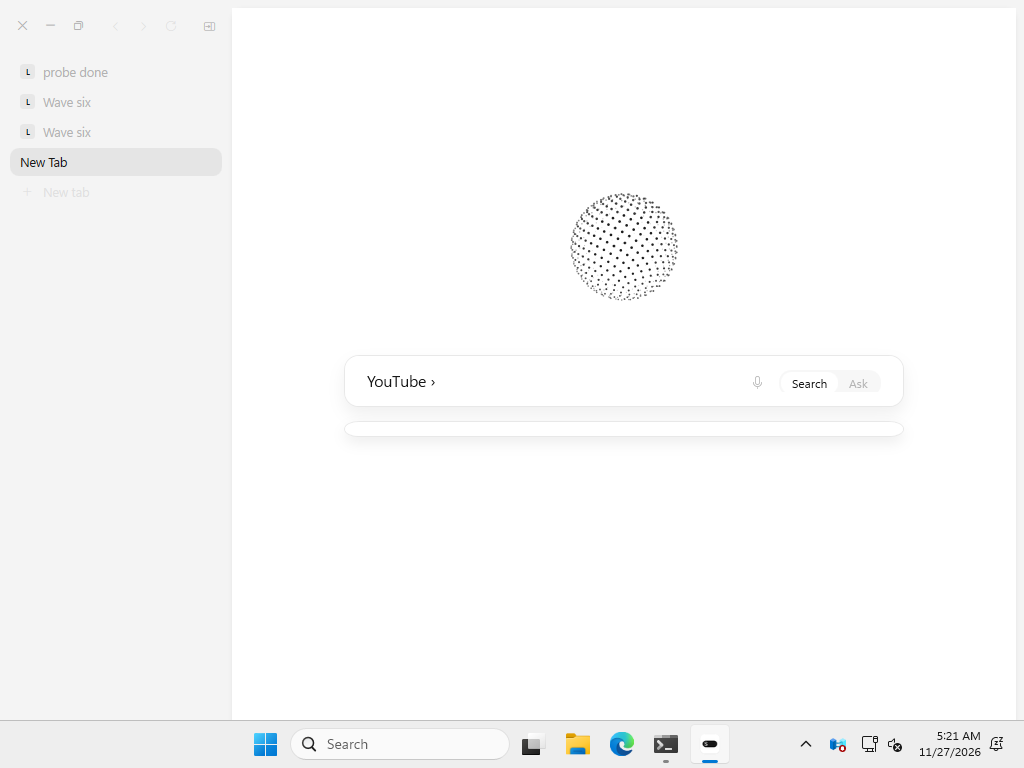 L probe done
L Wave six
L Wave six
New Tab
+ New tab
YouTube ›
Search
Ask
Search
5:21 AM
11/27/2026